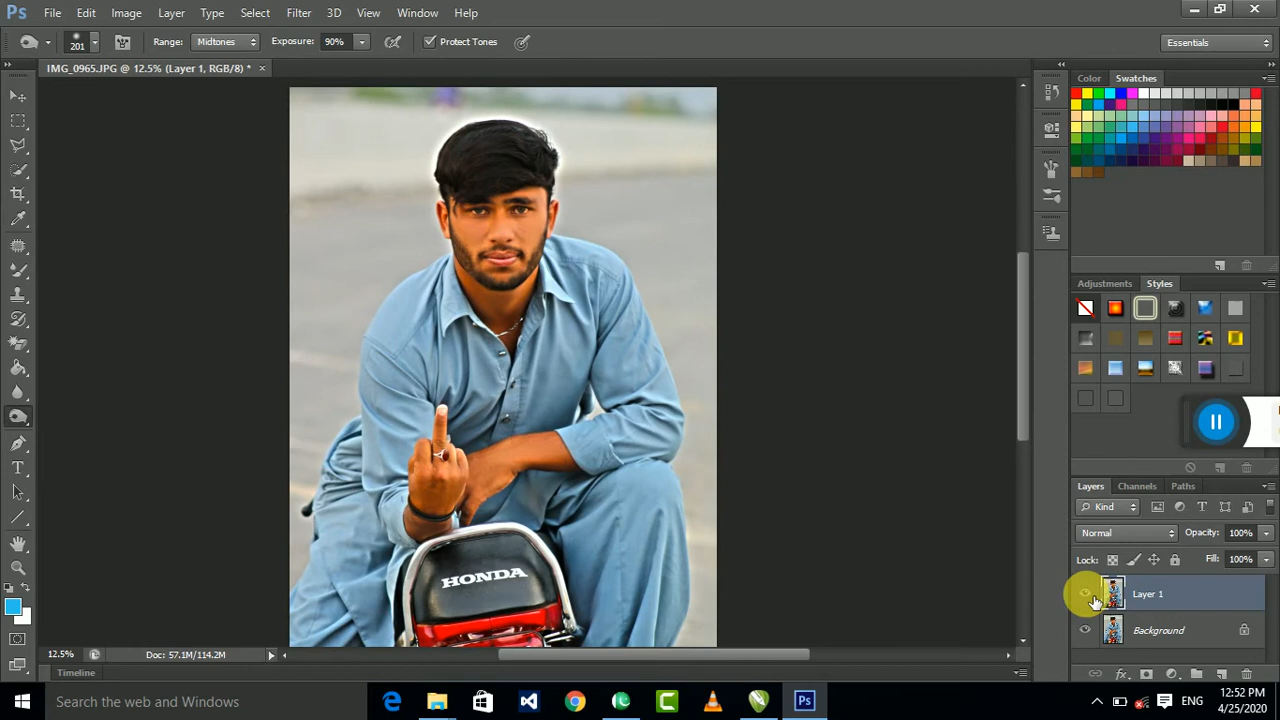 Ps File Edit Image Layer Type Select Filter 3D View Window Help
201 Range: Midtones Exposure: 90% Protect Tones Essentials
IMG_0965.JPG @ 12.5% (Layer 1, RGB/8) * ×
Color Swatches
HONDA
Adjustments Styles
Layers Channels Paths
Kind
Normal Opacity: 100%
Lock: Fill: 100%
Layer 1
Background
12.5% Doc: 57.1M/114.2M
Timeline
Search the web and Windows
ENG
12:52 PM
4/25/2020